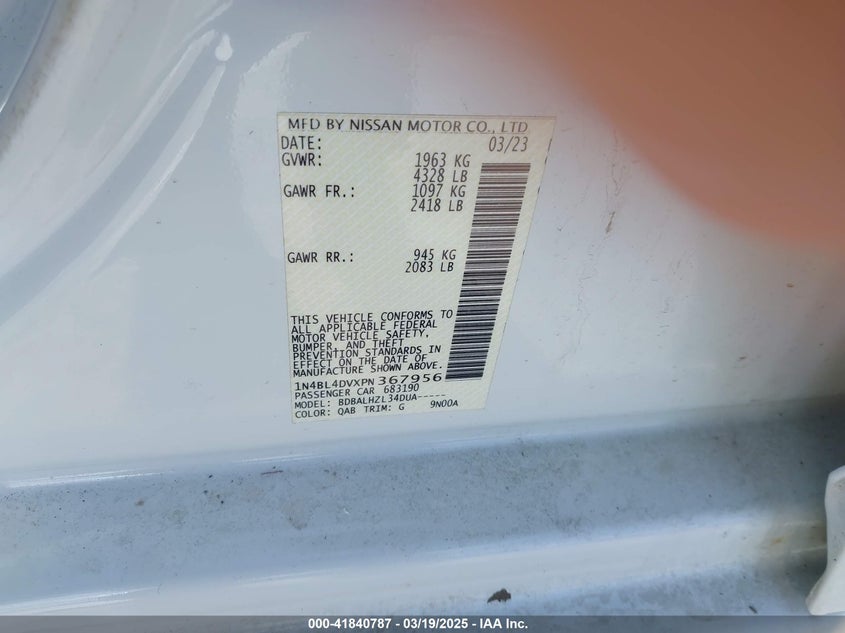 MFD BY NISSAN MOTOR CO., LTD
DATE: 03/23
GVWR: 1963 KG
4328 LB
GAWR FR.: 1097 KG
2418 LB
GAWR RR.: 945 KG
2083 LB
THIS VEHICLE CONFORMS TO
ALL APPLICABLE FEDERAL
MOTOR VEHICLE SAFETY,
BUMPER, AND THEFT
PREVENTION STANDARDS IN
EFFECT ON THE DATE OF
MANUFACTURE SHOWN ABOVE.
1N4BL4DVXPN367956
PASSENGER CAR 683190
MODEL: BDBALHZL34DUA-----
COLOR: QAB TRIM: G 9N00A
000-41840787 — 03/19/2025 — IAA Inc.